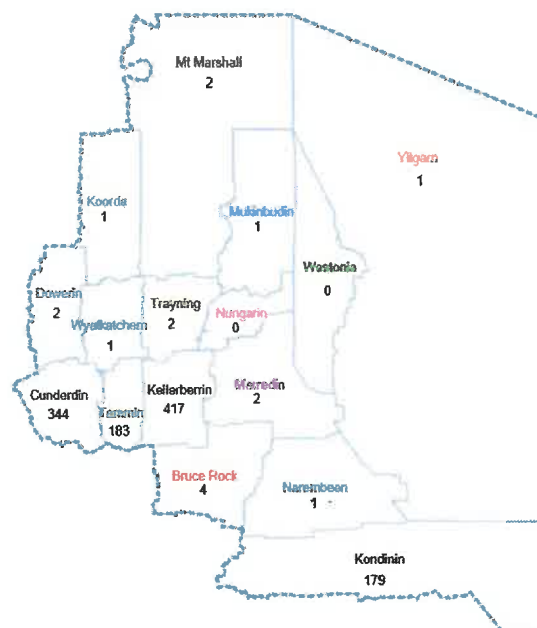 Mt Marshall
2
Yilgarn
1
Koorda
1
Mukinbudin
1
Westonia
0
Dowerin
2
Wyalkatchem
1
Trayning
2
Nungarin
0
Cunderdin
344
Tammin
183
Kellerberrin
417
Merredin
2
Bruce Rock
4
Narembeen
1
Kondinin
179